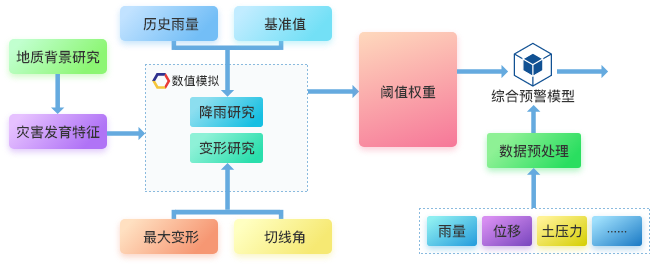 历史雨量
基准值
地质背景研究
数值模拟
降雨研究
变形研究
灾害发育特征
阈值权重
综合预警模型
数据预处理
最大变形
切线角
雨量
位移
土压力
......